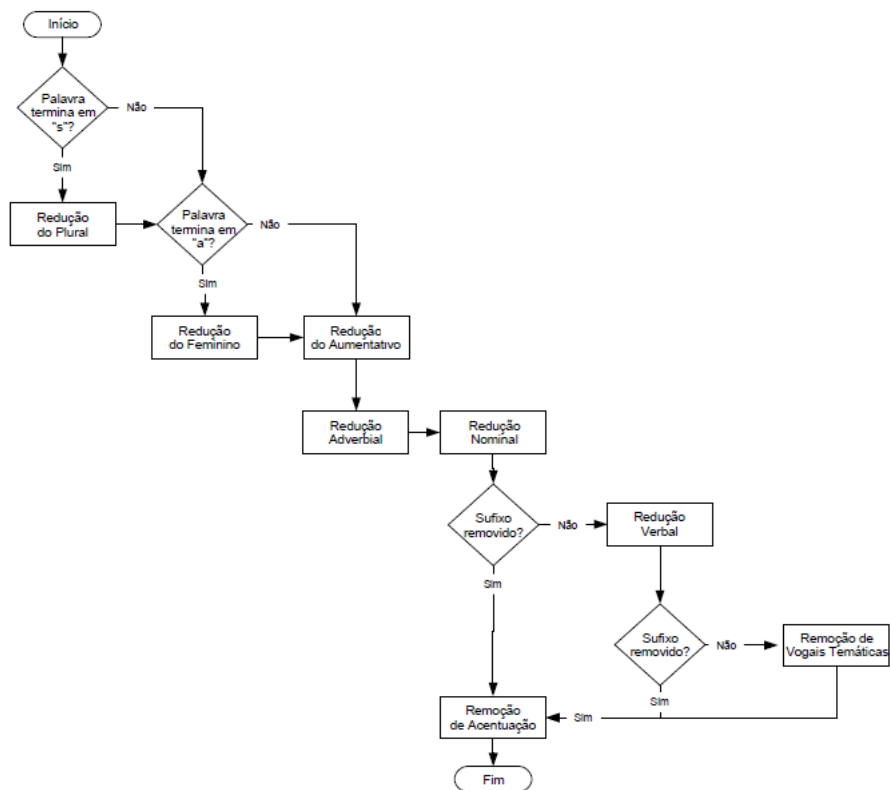 Início
Palavra
termina em
"s"?
Não
Sim
Redução
do Plural
Palavra
termina em
"a"?
Não
Sim
Redução
do Feminino
Redução
do Aumentativo
Redução
Adverbial
Redução
Nominal
Sufixo
removido?
Não
Sim
Redução
Verbal
Sufixo
removido?
Não
Sim
Remoção de
Vogais Temáticas
Sim
Remoção
de Acentuação
Fim